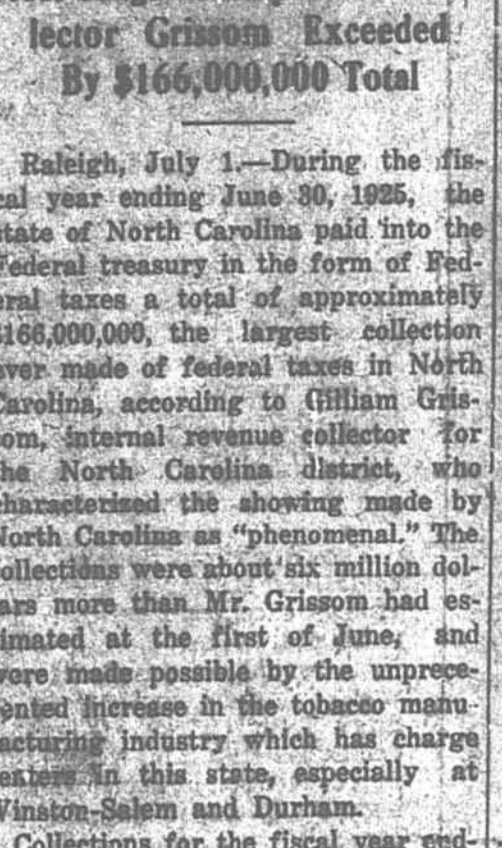 lector Grissom Exceeded
By $166,000,000 Total
Raleigh, July 1.—During the fis-
cal year ending June 30, 1925, the
state of North Carolina paid into the
Federal treasury in the form of Fed-
eral taxes a total of approximately
$166,000,000, the largest collection
ever made of federal taxes in North
Carolina, according to Gilliam Gris-
som, internal revenue collector for
the North Carolina district, who
characterized the showing made by
North Carolina as "phenomenal." The
collections were about six million dol-
lars more than Mr. Grissom had es-
timated at the first of June, and
were made possible by the unprece-
dented increase in the tobacco manu-
facturing industry which has charge
centers in this state, especially at
Winston-Salem and Durham.
Collections for the fiscal year end-